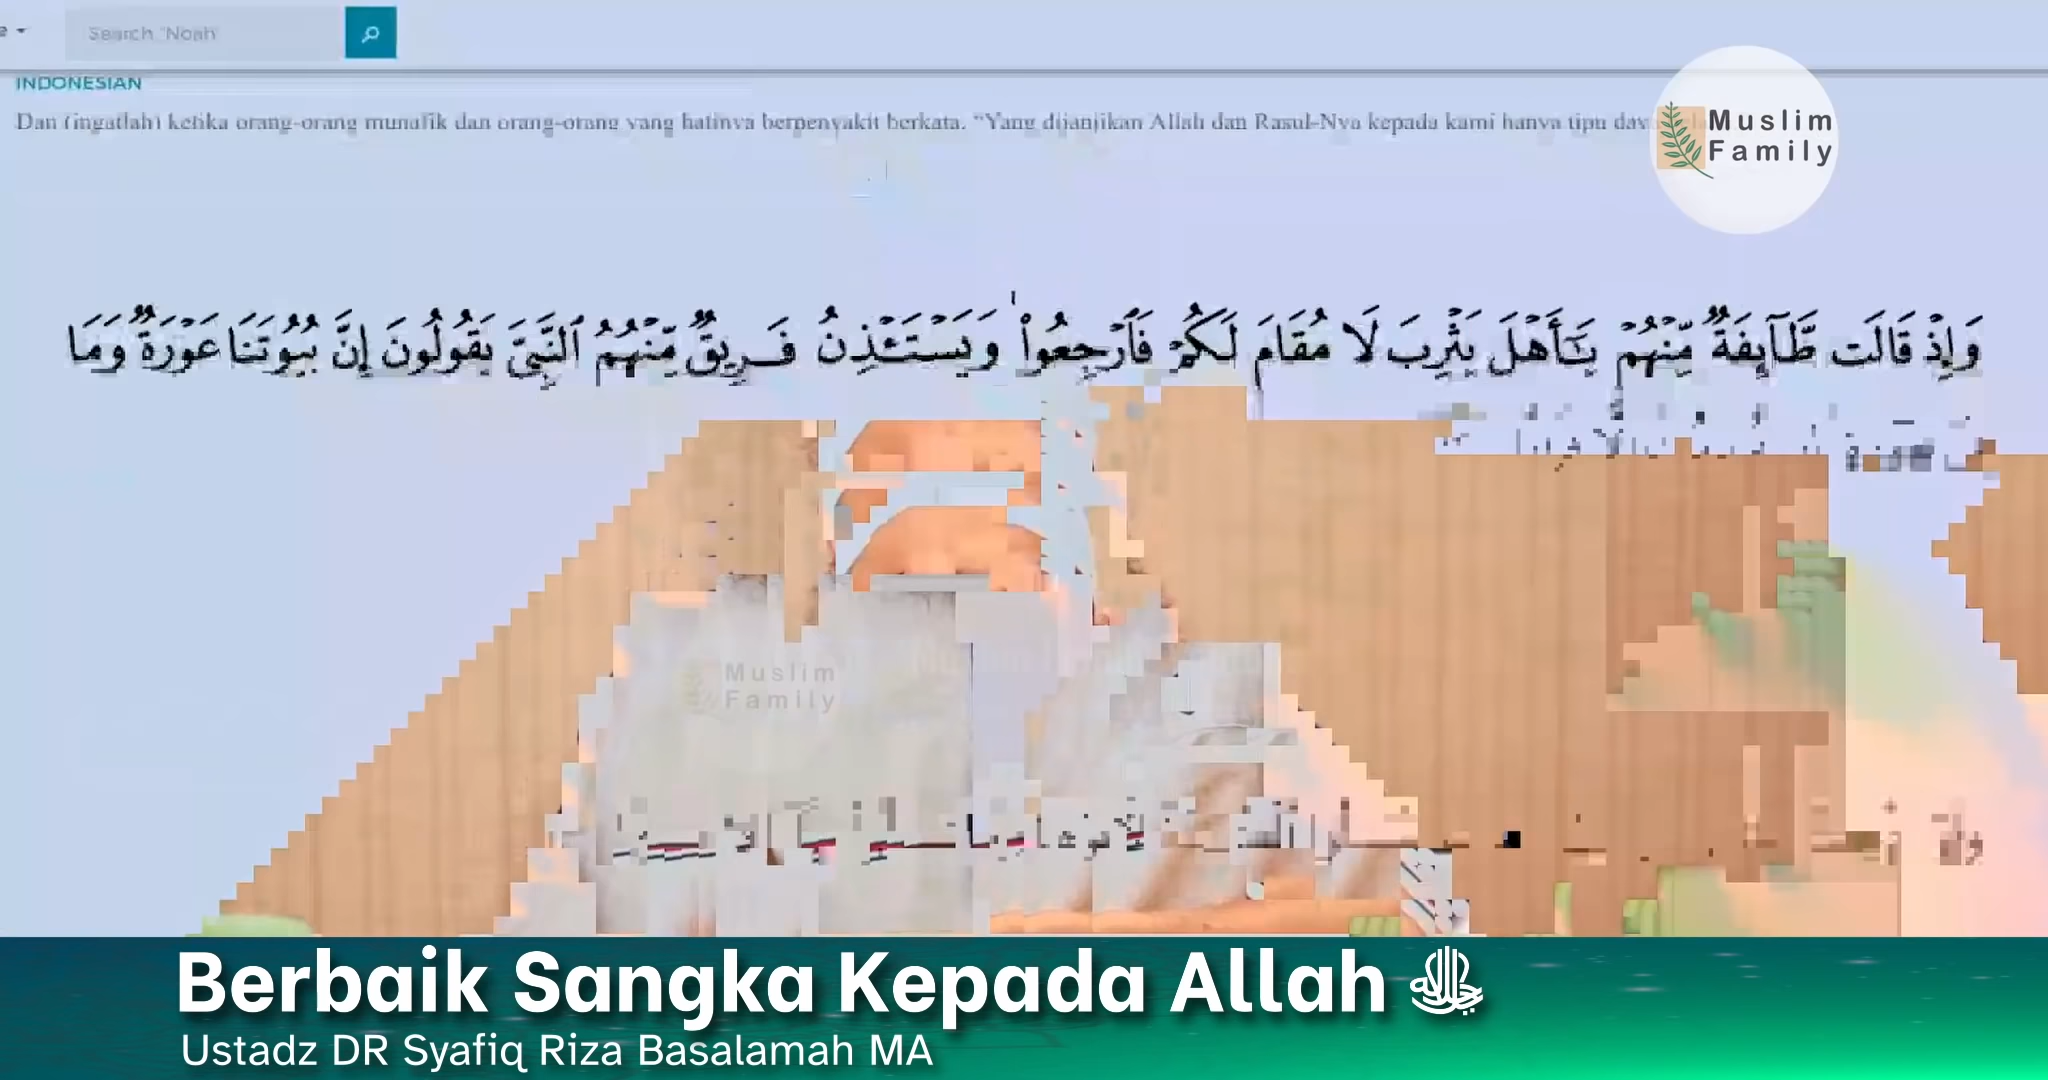 Search "Noah"
INDONESIAN
Dan (ingatlah) ketika orang-orang munafik dan orang-orang yang hatinya berpenyakit berkata. "Yang dijanjikan Allah dan Rasul-Nya kepada kami hanya tipu
Muslim
Family
وَإِذْ قَالَت طَّآئِفَةٌ مِّنْهُمْ يَـٰٓأَهْلَ يَثْرِبَ لَا مُقَامَ لَكُمْ فَٱرْجِعُوا۟ وَيَسْتَـْٔذِنُ فَرِيقٌ مِّنْهُمُ ٱلنَّبِىَّ يَقُولُونَ إِنَّ بُيُوتَنَا عَوْرَةٌ وَمَا
Muslim
Family
Berbaik Sangka Kepada Allah ﷻ
Ustadz DR Syafiq Riza Basalamah MA